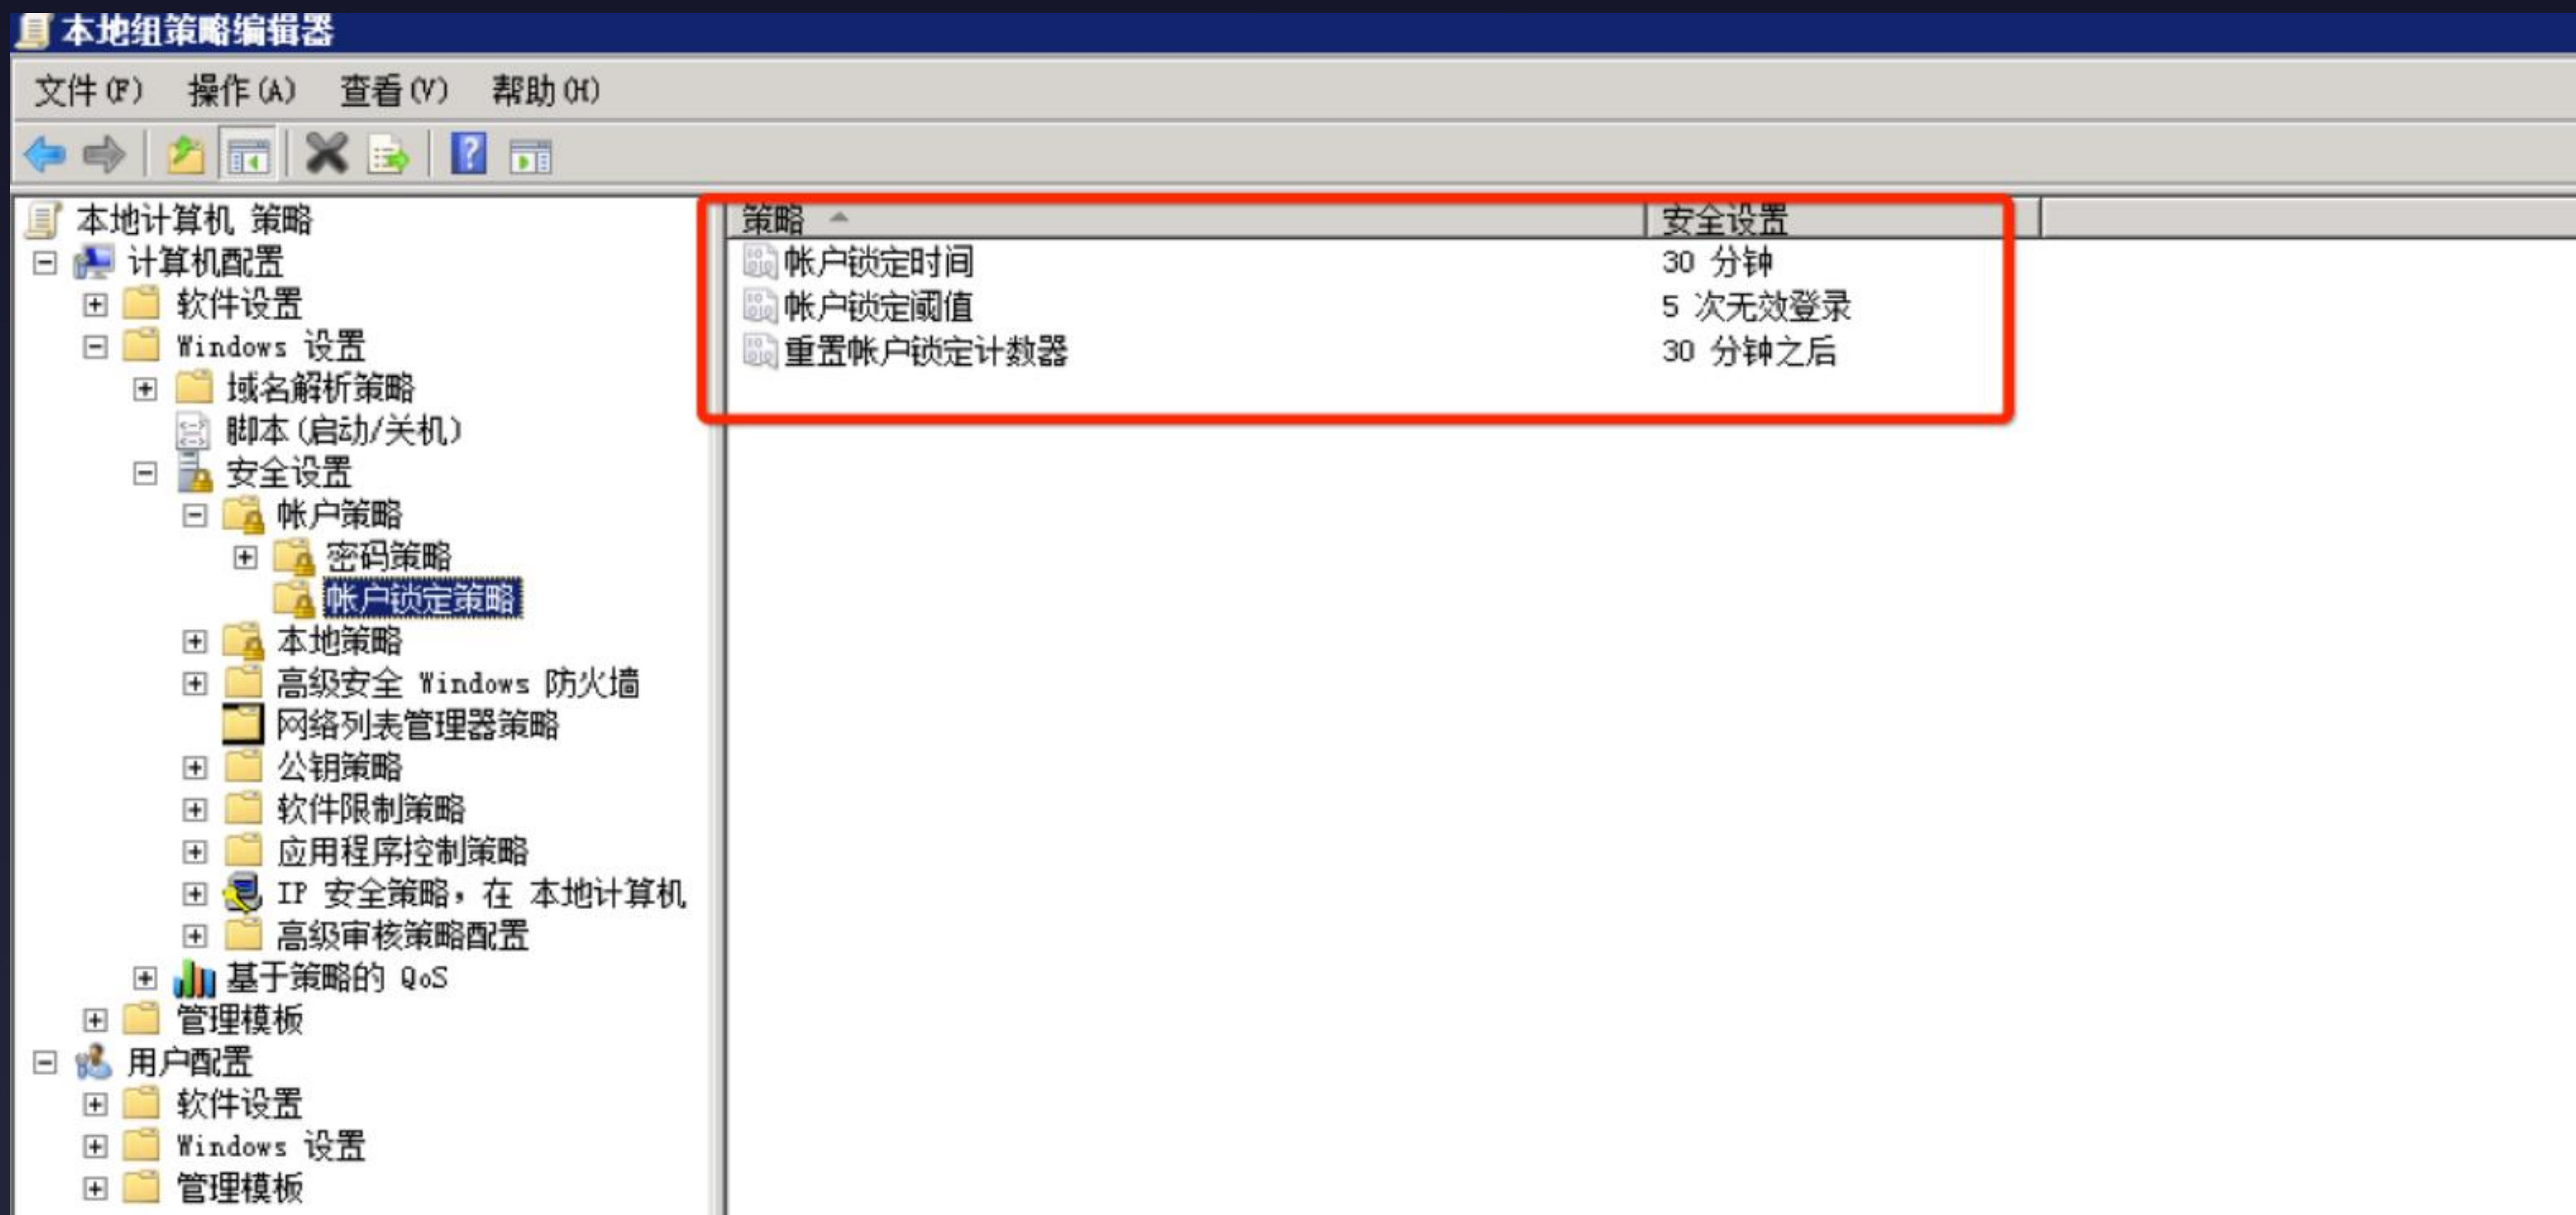 本地组策略编辑器
文件(F) 操作(A) 查看(V) 帮助(H)
本地计算机 策略
计算机配置
软件设置
Windows 设置
域名解析策略
脚本(启动/关机)
安全设置
帐户策略
密码策略
帐户锁定策略
本地策略
高级安全 Windows 防火墙
网络列表管理器策略
公钥策略
软件限制策略
应用程序控制策略
IP 安全策略，在 本地计算机
高级审核策略配置
基于策略的 QoS
管理模板
用户配置
软件设置
Windows 设置
管理模板
策略 安全设置
帐户锁定时间 30 分钟
帐户锁定阈值 5 次无效登录
重置帐户锁定计数器 30 分钟之后